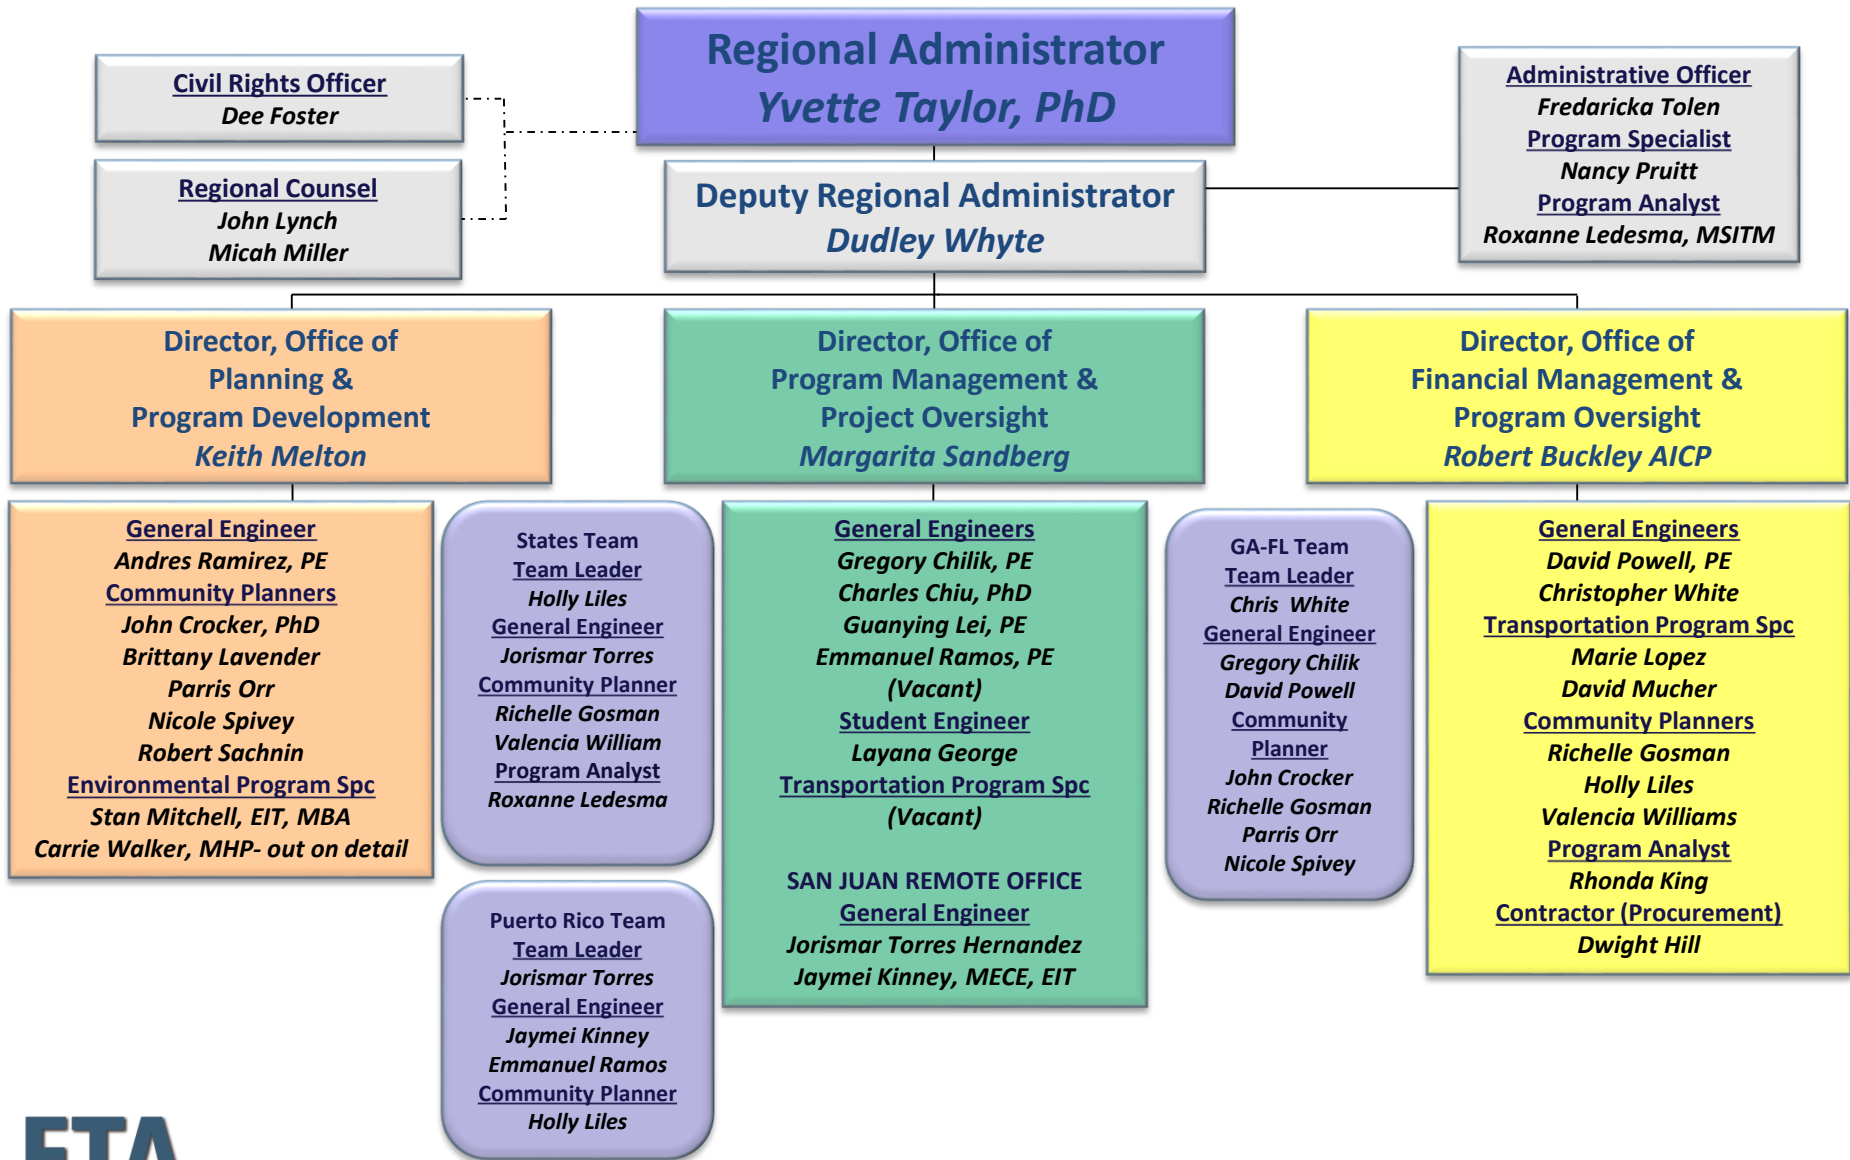 Regional Administrator
Yvette Taylor, PhD
Civil Rights Officer
Dee Foster
Regional Counsel
John Lynch
Micah Miller
Deputy Regional Administrator
Dudley Whyte
Administrative Officer
Fredaricka Tolen
Program Specialist
Nancy Pruitt
Program Analyst
Roxanne Ledesma, MSITM
Director, Office of
Planning &
Program Development
Keith Melton
Director, Office of
Program Management &
Project Oversight
Margarita Sandberg
Director, Office of
Financial Management &
Program Oversight
Robert Buckley AICP
General Engineer
Andres Ramirez, PE
Community Planners
John Crocker, PhD
Brittany Lavender
Parris Orr
Nicole Spivey
Robert Sachnin
Environmental Program Spc
Stan Mitchell, EIT, MBA
Carrie Walker, MHP- out on detail
States Team
Team Leader
Holly Liles
General Engineer
Jorismar Torres
Community Planner
Richelle Gosman
Valencia William
Program Analyst
Roxanne Ledesma
Puerto Rico Team
Team Leader
Jorismar Torres
General Engineer
Jaymei Kinney
Emmanuel Ramos
Community Planner
Holly Liles
General Engineers
Gregory Chilik, PE
Charles Chiu, PhD
Guanying Lei, PE
Emmanuel Ramos, PE
(Vacant)
Student Engineer
Layana George
Transportation Program Spc
(Vacant)
SAN JUAN REMOTE OFFICE
General Engineer
Jorismar Torres Hernandez
Jaymei Kinney, MECE, EIT
GA-FL Team
Team Leader
Chris White
General Engineer
Gregory Chilik
David Powell
Community
Planner
John Crocker
Richelle Gosman
Parris Orr
Nicole Spivey
General Engineers
David Powell, PE
Christopher White
Transportation Program Spc
Marie Lopez
David Mucher
Community Planners
Richelle Gosman
Holly Liles
Valencia Williams
Program Analyst
Rhonda King
Contractor (Procurement)
Dwight Hill
FTA